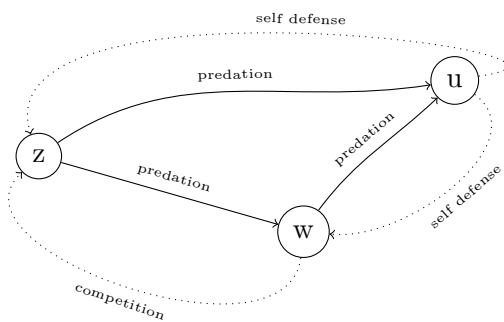 self defense
predation
u
predation
z
predation
self defense
w
competition